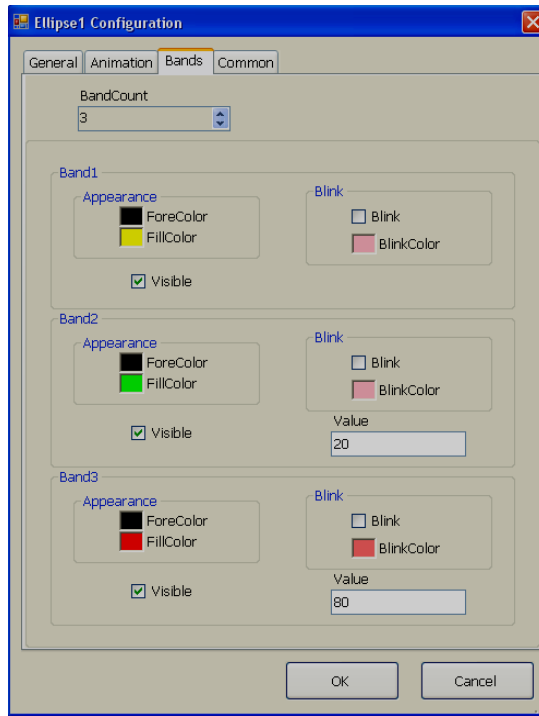 Ellipse1 Configuration
General Animation Bands Common
BandCount
3
Band1
Appearance
ForeColor
FillColor
Visible
Blink
Blink
BlinkColor
Band2
Appearance
ForeColor
FillColor
Visible
Blink
Blink
BlinkColor
Value
20
Band3
Appearance
ForeColor
FillColor
Visible
Blink
Blink
BlinkColor
Value
80
OK Cancel